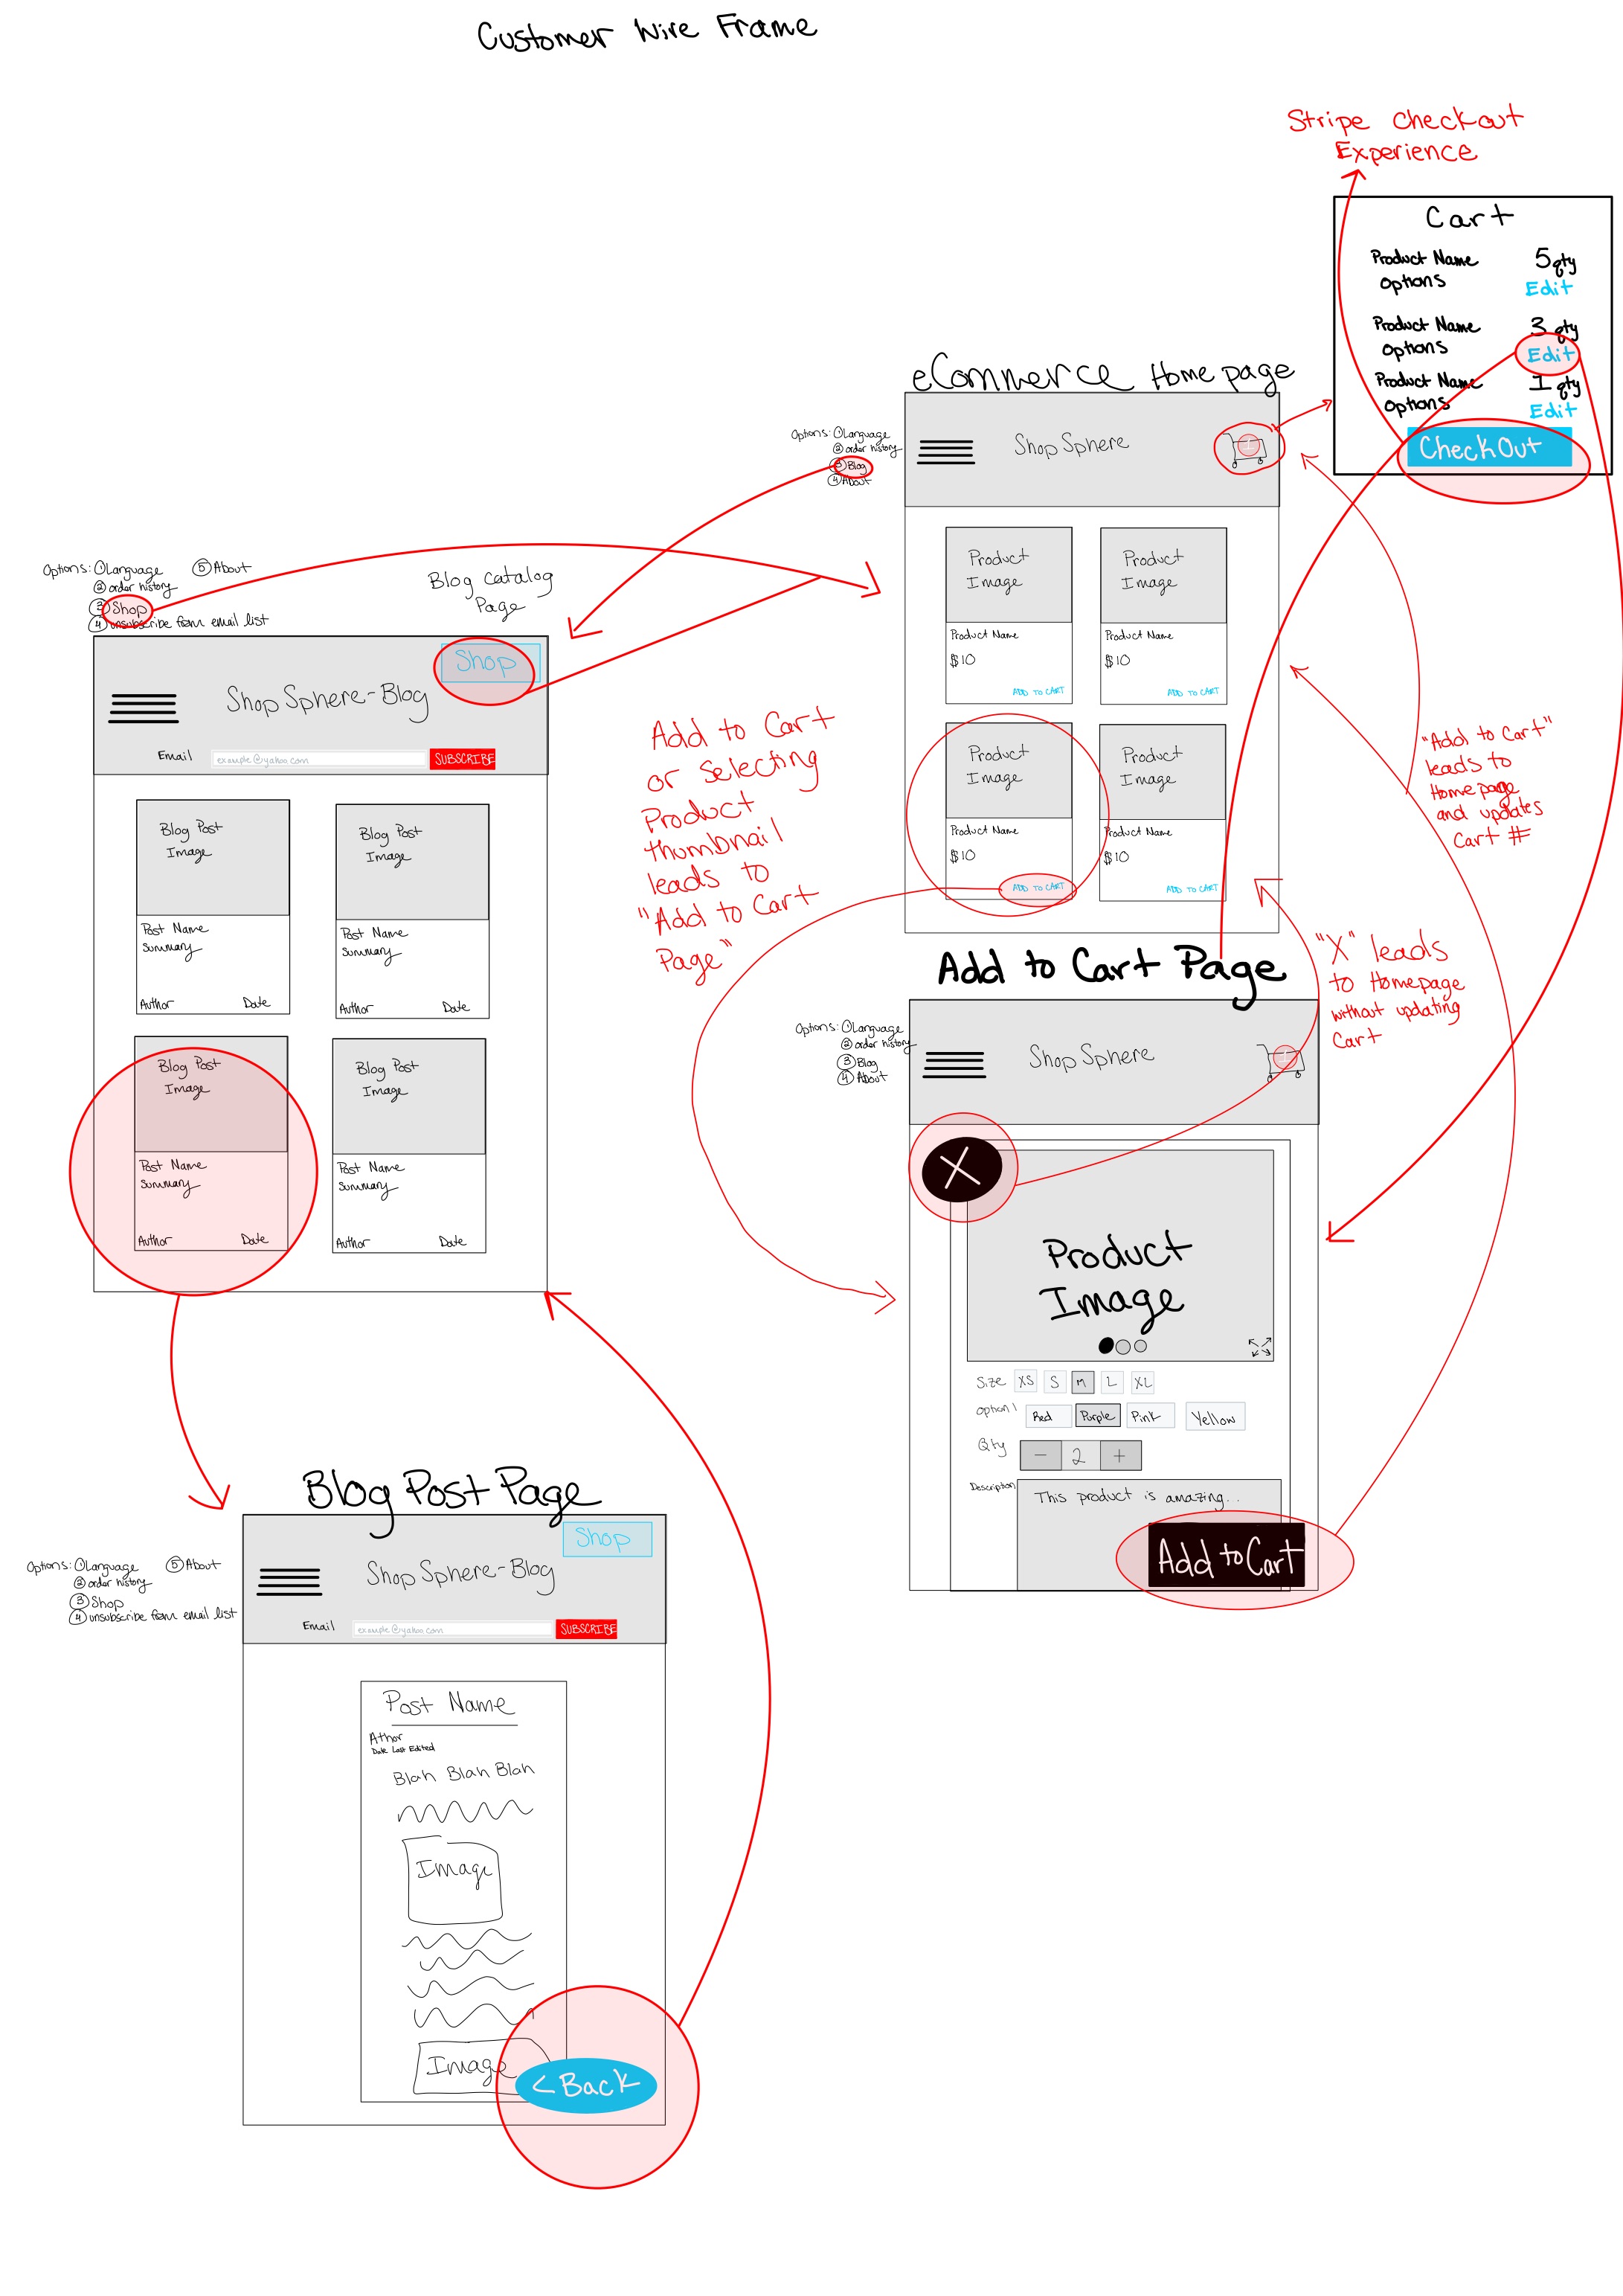 Customer Wire Frame
Stripe Checkout
Experience
Cart
Product Name 5 qty
Options Edit
Product Name 3 qty
Options Edit
Product Name 1 qty
Options Edit
CheckOut
eCommerce Home page
Options: ① Language
② order history
③ Blog
④ About
Shop Sphere
1
Product
Image
Product Name
$10
ADD TO CART
Product
Image
Product Name
$10
ADD TO CART
Product
Image
Product Name
$10
ADD TO CART
Product
Image
Product Name
$10
ADD TO CART
Options: ① Language ⑤ About
② order history
③ Shop
④ unsubscribe from email list
Blog Catalog
Page
Shop
Shop Sphere-Blog
Email example@yahoo.com SUBSCRIBE
Blog Post
Image
Post Name
Summary
Author Date
Blog Post
Image
Post Name
Summary
Author Date
Blog Post
Image
Post Name
Summary
Author Date
Blog Post
Image
Post Name
Summary
Author Date
Add to Cart
or Selecting
Product
thumbnail
leads to
"Add to Cart
Page"
"Add to Cart"
leads to
Home page
and updates
Cart #
"X" leads
to Homepage
without updating
Cart
Add to Cart Page
Options: ① Language
② order history
③ Blog
④ About
Shop Sphere
1
X
Product
Image
Size XS S M L XL
Option 1 Red Purple Pink Yellow
Qty - 2 +
Description This product is amazing...
Add to Cart
Blog Post Page
Options: ① Language ⑤ About
② order history
③ Shop
④ unsubscribe from email list
Shop
Shop Sphere-Blog
Email example@yahoo.com SUBSCRIBE
Post Name
Athor
Date Last Edited
Blah Blah Blah
Image
Image
< Back